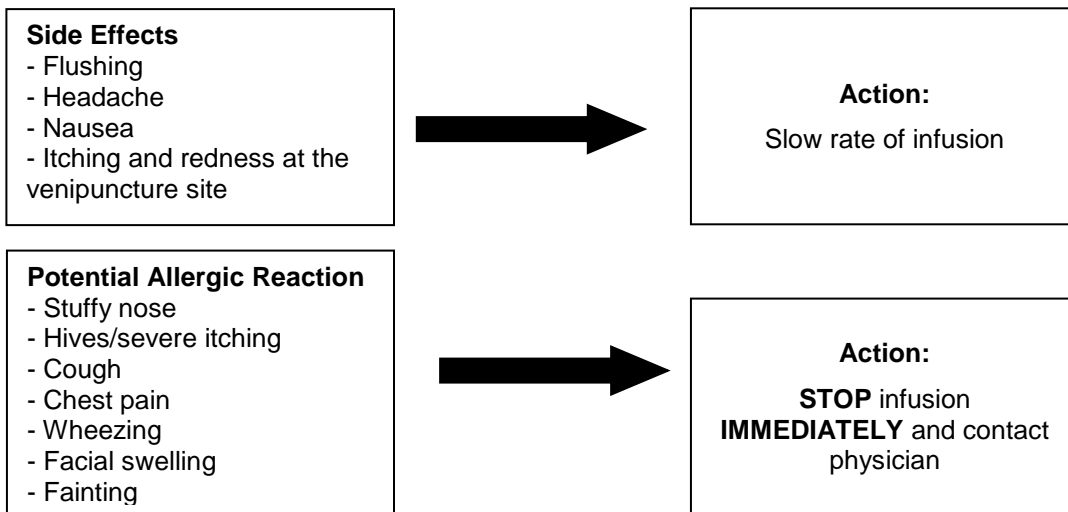 Side Effects
- Flushing
- Headache
- Nausea
- Itching and redness at the
venipuncture site
Action:
Slow rate of infusion
Potential Allergic Reaction
- Stuffy nose
- Hives/severe itching
- Cough
- Chest pain
- Wheezing
- Facial swelling
- Fainting
Action:
STOP infusion
IMMEDIATELY and contact
physician